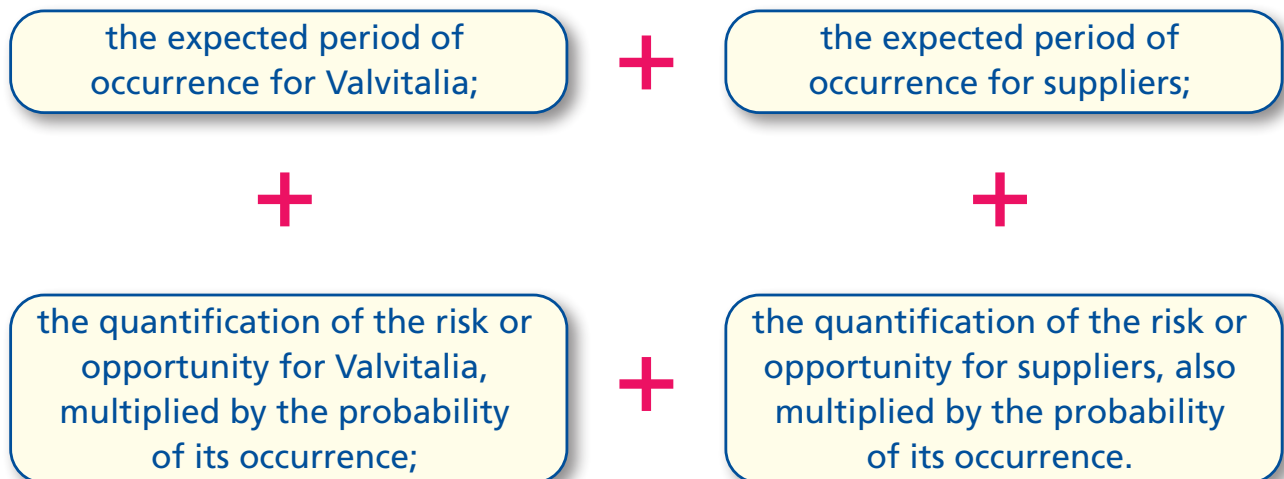 the expected period of
occurrence for Valvitalia;
+
the expected period of
occurrence for suppliers;
+
+
the quantification of the risk or
opportunity for Valvitalia,
multiplied by the probability
of its occurrence;
+
the quantification of the risk or
opportunity for suppliers, also
multiplied by the probability
of its occurrence.